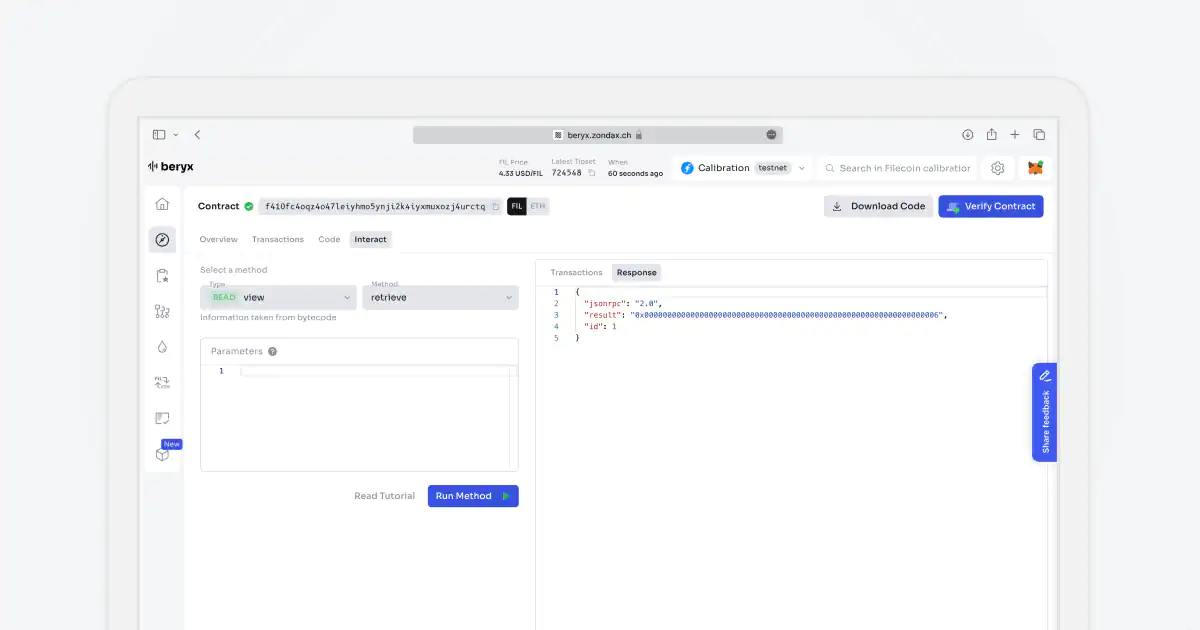 beryx.zondax.ch
beryx
FIL Price
4.33 USD/FIL
Latest Tipset
724548
When
60 seconds ago
Calibration testnet
Search in Filecoin calibration
Contract f410fc4oqz4o47leiyhmo5ynji2k4iyxmuxozj4urctq FIL ETH
Download Code
Verify Contract
Overview Transactions Code Interact
Select a method
Type
READ view
Method
retrieve
Information taken from bytecode
Parameters ?
1
Read Tutorial
Run Method
Transactions Response
1 {
2 "jsonrpc": "2.0",
3 "result": "0x0000000000000000000000000000000000000000000000000000000000000006",
4 "id": 1
5 }
New
Share feedback